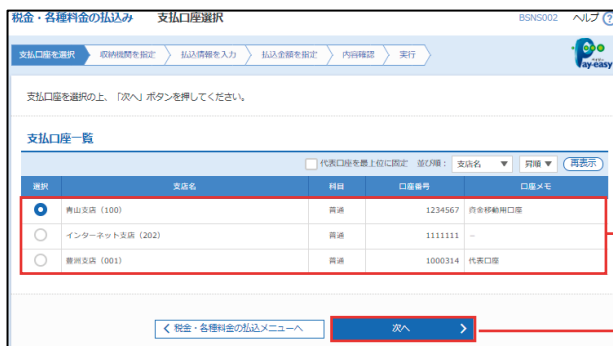 税金・各種料金の払込み 支払口座選択 BSNS002 ヘルプ ?
支払口座を選択 収納機関を指定 払込情報を入力 払込金額を指定 内容確認 実行
Pay-easy
支払口座を選択の上、「次へ」ボタンを押してください。
支払口座一覧
代表口座を最上位に固定 並び順： 支店名 ▼ 昇順 ▼ 再表示
選択 支店名 科目 口座番号 口座メモ
青山支店（100） 普通 1234567 資金移動用口座
インターネット支店（202） 普通 1111111 −
豊洲支店（001） 普通 1000314 代表口座
税金・各種料金の払込メニューへ 次へ